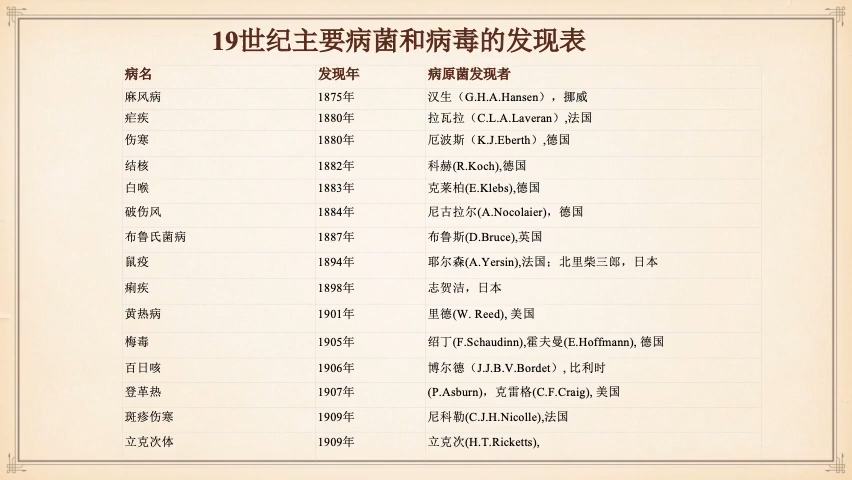 19世纪主要病菌和病毒的发现表
病名 发现年 病原菌发现者
麻风病 1875年 汉生（G.H.A.Hansen），挪威
疟疾 1880年 拉瓦拉（C.L.A.Laveran）,法国
伤寒 1880年 厄波斯（K.J.Eberth）,德国
结核 1882年 科赫(R.Koch),德国
白喉 1883年 克莱柏(E.Klebs),德国
破伤风 1884年 尼古拉尔(A.Nocolaier)，德国
布鲁氏菌病 1887年 布鲁斯(D.Bruce),英国
鼠疫 1894年 耶尔森(A.Yersin),法国；北里柴三郎，日本
痢疾 1898年 志贺洁，日本
黄热病 1901年 里德(W. Reed), 美国
梅毒 1905年 绍丁(F.Schaudinn),霍夫曼(E.Hoffmann), 德国
百日咳 1906年 博尔德（J.J.B.V.Bordet）, 比利时
登革热 1907年 (P.Asburn)，克雷格(C.F.Craig), 美国
斑疹伤寒 1909年 尼科勒(C.J.H.Nicolle),法国
立克次体 1909年 立克次(H.T.Ricketts),